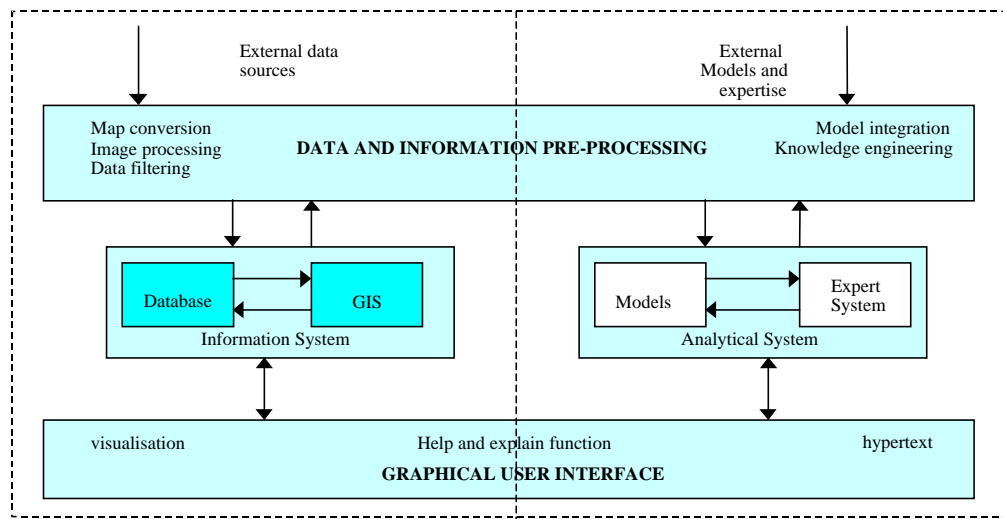 External data
sources
External
Models and
expertise
Map conversion
Image processing
Data filtering
DATA AND INFORMATION PRE-PROCESSING
Model integration
Knowledge engineering
Database
GIS
Information System
Models
Expert
System
Analytical System
visualisation
Help and explain function
hypertext
GRAPHICAL USER INTERFACE